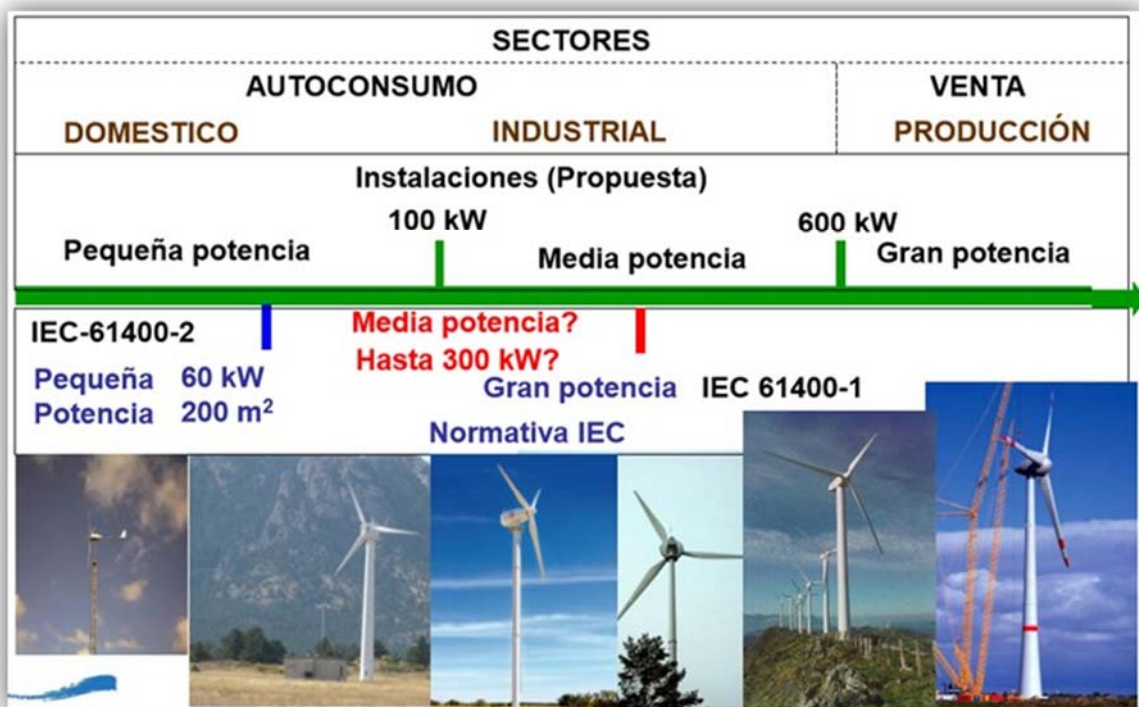 SECTORES
AUTOCONSUMO VENTA
DOMESTICO INDUSTRIAL PRODUCCIÓN
Instalaciones (Propuesta)
100 kW 600 kW
Pequeña potencia Media potencia Gran potencia
IEC-61400-2 Media potencia?
Hasta 300 kW?
Pequeña 60 kW Gran potencia IEC 61400-1
Potencia 200 m²
Normativa IEC